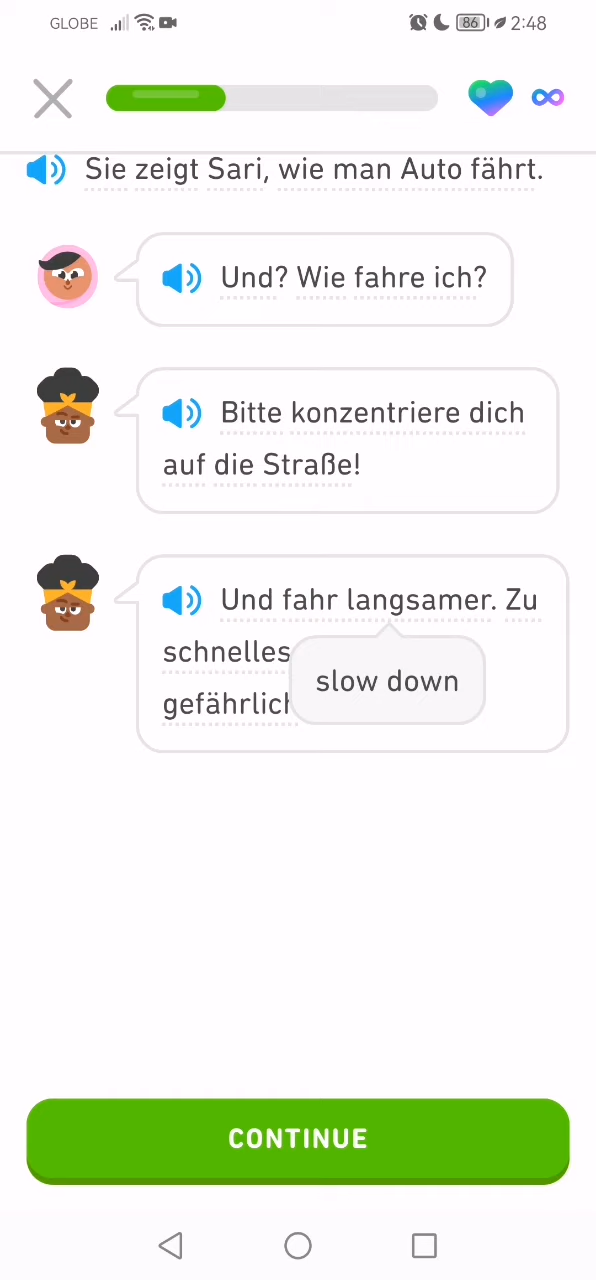 GLOBE 86 2:48
Sie zeigt Sari, wie man Auto fährt.
Und? Wie fahre ich?
Bitte konzentriere dich
auf die Straße!
Und fahr langsamer. Zu
schnelles
slow down
gefährlich
CONTINUE